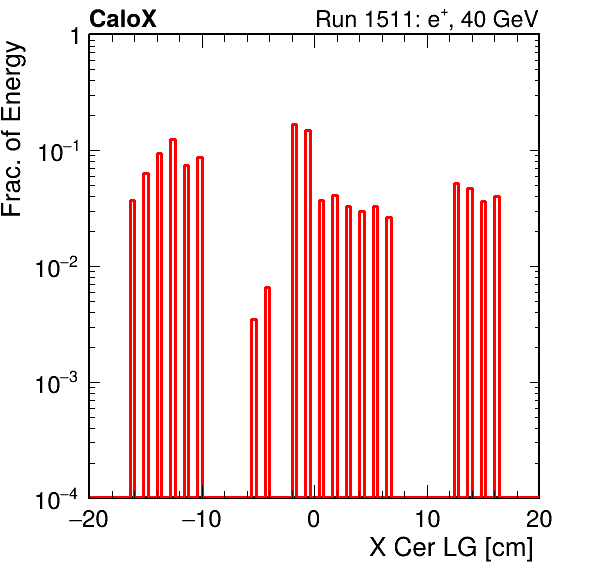 CaloX
Run 1511: e⁺, 40 GeV
Frac. of Energy
1
10⁻¹
10⁻²
10⁻³
10⁻⁴
−20
−10
0
10
20
X Cer LG [cm]